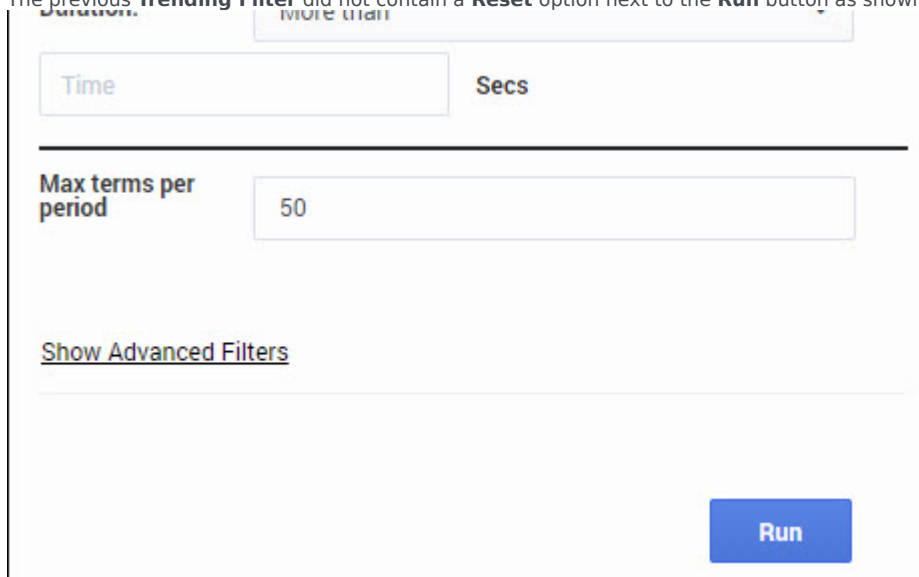 The previous Trending Filter did not contain a Reset option next to the Run button as shown
Duration:
More than
Time
Secs
Max terms per
period
50
Show Advanced Filters
Run